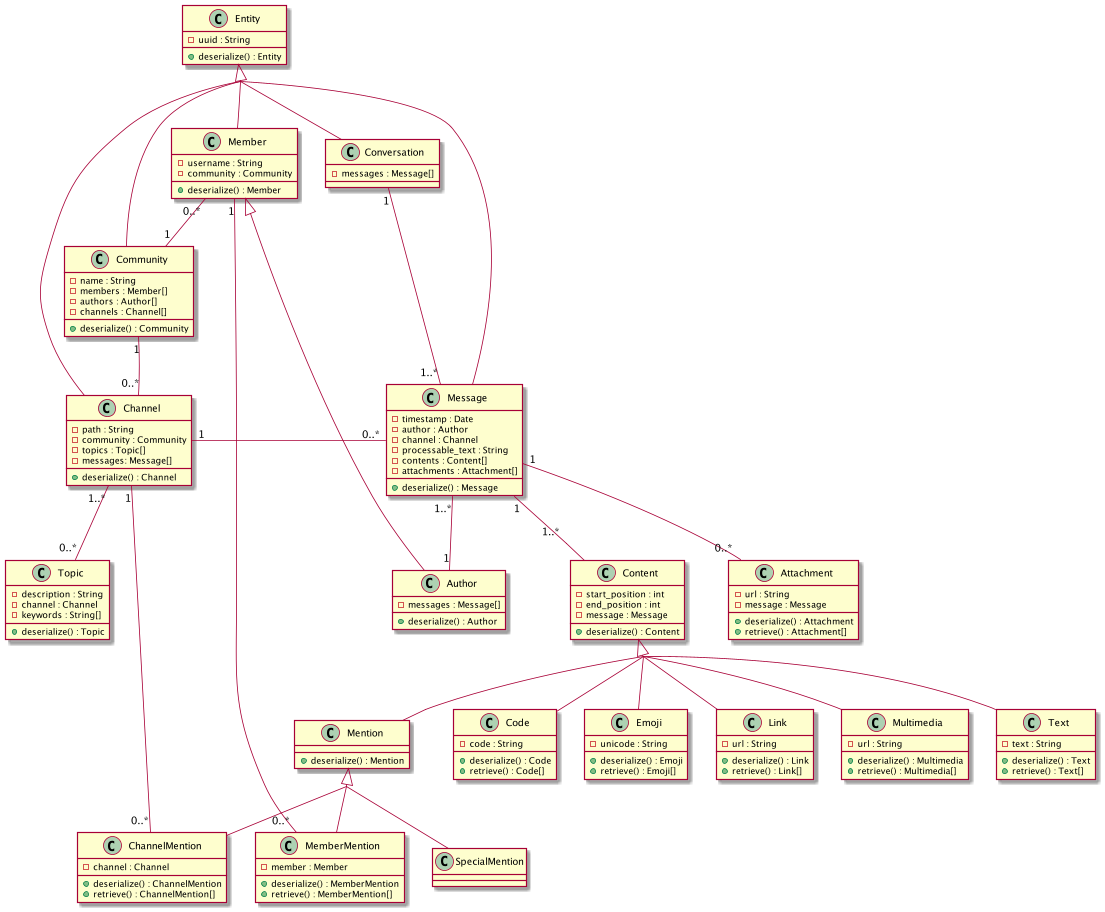 C Entity
uuid : String
deserialize() : Entity
C Member
username : String
community : Community
deserialize() : Member
C Conversation
messages : Message[]
0..*
1
1
1
C Community
name : String
members : Member[]
authors : Author[]
channels : Channel[]
deserialize() : Community
1
0..*
1..*
C Channel
path : String
community : Community
topics : Topic[]
messages: Message[]
deserialize() : Channel
1
0..*
C Message
timestamp : Date
author : Author
channel : Channel
processable_text : String
contents : Content[]
attachments : Attachment[]
deserialize() : Message
1
1..*
1
1..*
1
0..*
1
1..*
0..*
C Topic
description : String
channel : Channel
keywords : String[]
deserialize() : Topic
C Author
messages : Message[]
deserialize() : Author
C Content
start_position : int
end_position : int
message : Message
deserialize() : Content
C Attachment
url : String
message : Message
deserialize() : Attachment
retrieve() : Attachment[]
C Mention
deserialize() : Mention
C Code
code : String
deserialize() : Code
retrieve() : Code[]
C Emoji
unicode : String
deserialize() : Emoji
retrieve() : Emoji[]
C Link
url : String
deserialize() : Link
retrieve() : Link[]
C Multimedia
url : String
deserialize() : Multimedia
retrieve() : Multimedia[]
C Text
text : String
deserialize() : Text
retrieve() : Text[]
0..*
0..*
C ChannelMention
channel : Channel
deserialize() : ChannelMention
retrieve() : ChannelMention[]
C MemberMention
member : Member
deserialize() : MemberMention
retrieve() : MemberMention[]
C SpecialMention